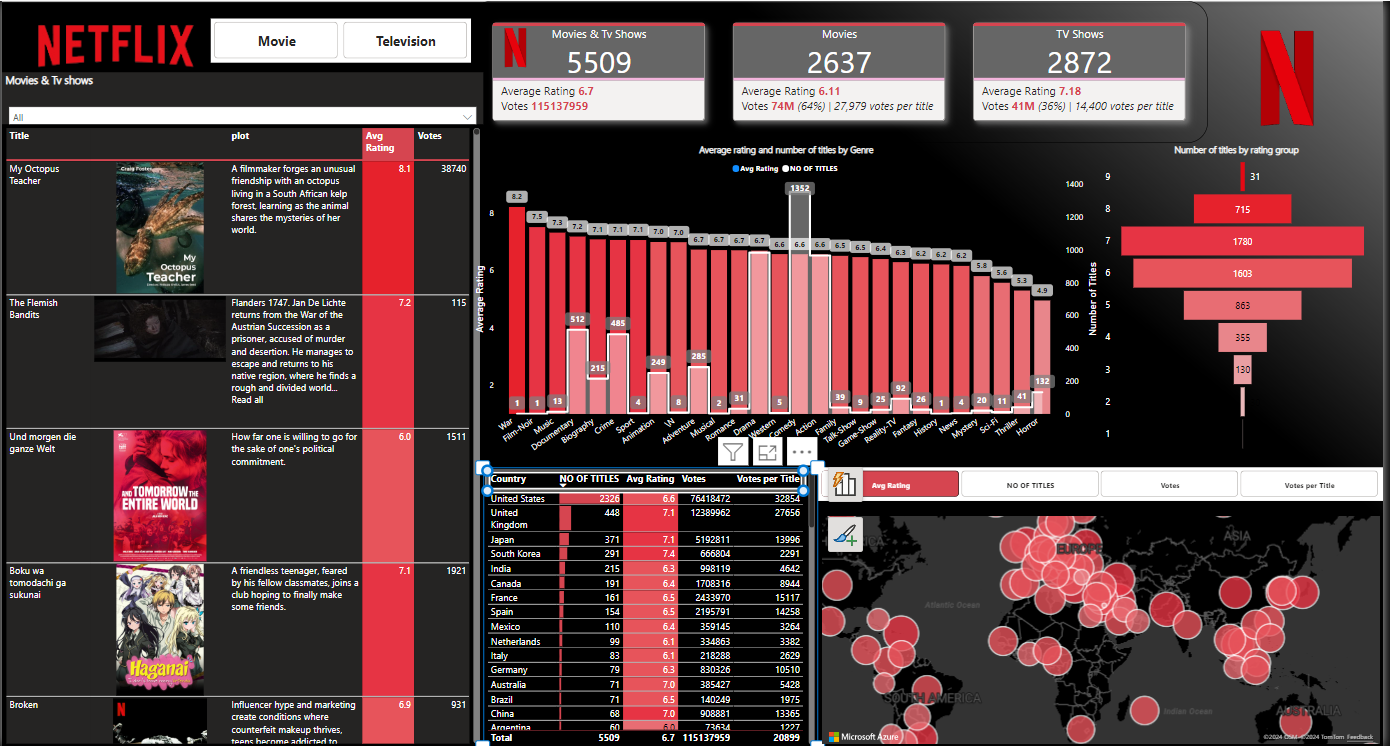 NETFLIX
Movie
Television
Movies & Tv shows
All
Title
plot
Avg
Rating
Votes
My Octopus
Teacher
Craig Foster
My
Octopus
Teacher
A filmmaker forges an unusual
friendship with an octopus
living in a South African kelp
forest, learning as the animal
shares the mysteries of her
world.
8.1
38740
The Flemish
Bandits
Flanders 1747. Jan De Lichte
returns from the War of the
Austrian Succession as a
prisoner, accused of murder
and desertion. He manages to
escape and returns to his
native region, where he finds a
rough and divided world...
Read all
7.2
115
Und morgen die
ganze Welt
AND TOMORROW THE
ENTIRE WORLD
How far one is willing to go for
the sake of one's political
commitment.
6.0
1511
Boku wa
tomodachi ga
sukunai
Haganai
A friendless teenager, feared
by his fellow classmates, joins a
club hoping to finally make
some friends.
7.1
1921
Broken
N
Influencer hype and marketing
create conditions where
counterfeit makeup thrives,
teens become addicted to
6.9
931
N
Movies & Tv Shows
5509
Average Rating 6.7
Votes 115137959
Movies
2637
Average Rating 6.11
Votes 74M (64%) | 27,979 votes per title
TV Shows
2872
Average Rating 7.18
Votes 41M (36%) | 14,400 votes per title
N
Average rating and number of titles by Genre
Avg Rating NO OF TITLES
Average Rating
8
6
4
2
8.2 7.5 7.3 7.2 7.1 7.1 7.1 7.0 7.0 6.7 6.7 6.7 6.7 6.6 6.6 6.6 6.5 6.5 6.4 6.3 6.2 6.2 6.2 5.8 5.6 5.3 4.9
1 1 13 512 215 485 4 249 8 285 2 31 5 1352 39 9 25 92 26 1 4 20 11 41 132
War Film-Noir Music Documentary Biography Crime Sport Animation \N Adventure Musical Romance Drama Western Comedy Action Family Talk-Show Game-Show Reality-TV Fantasy History News Mystery Sci-Fi Thriller Horror
1400
1200
1000
800
600
400
200
0
Number of Titles
Number of titles by rating group
9 31
8 715
7 1780
6 1603
5 863
4 355
3 130
2
1
Country NO OF TITLES Avg Rating Votes Votes per Title
United States 2326 6.6 76418472 32854
United
Kingdom 448 7.1 12389962 27656
Japan 371 7.1 5192811 13996
South Korea 291 7.4 666804 2291
India 215 6.3 998119 4642
Canada 191 6.4 1708316 8944
France 161 6.5 2433970 15117
Spain 154 6.5 2195791 14258
Mexico 110 6.4 359145 3264
Netherlands 99 6.1 334863 3382
Italy 83 6.1 218288 2629
Germany 79 6.3 830326 10510
Australia 71 7.0 385427 5428
Brazil 71 6.5 140249 1975
China 68 7.0 908881 13365
Argentina 60 6.0 73634 1227
Total 5509 6.7 115137959 20899
Avg Rating
NO OF TITLES
Votes
Votes per Title
EUROPE
ASIA
Atlantic Ocean
SOUTH AMERICA
Indian Ocean
AUSTRALIA
Microsoft Azure
©2024 OSM ©2024 TomTom Feedback